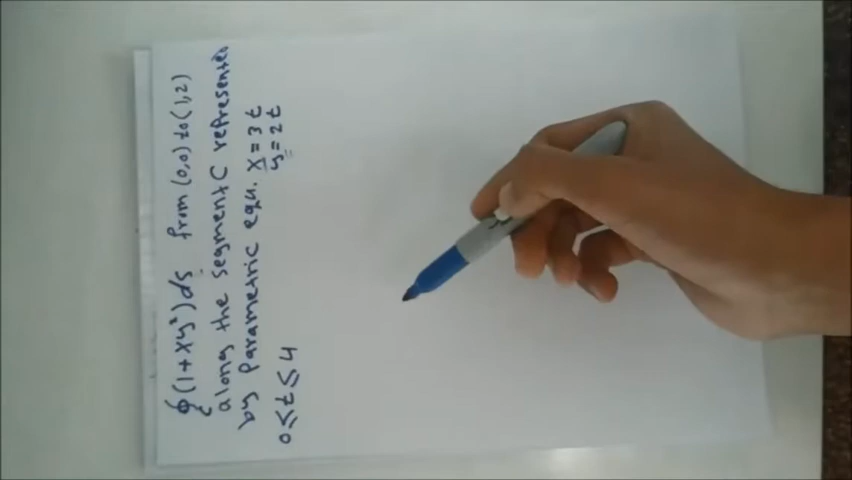 ∮c (1 + xy²) ds from (0,0) to (1,2)
along the segment C represented
by parametric equ. x = 3t
y = 2t
0 ≤ t ≤ 4